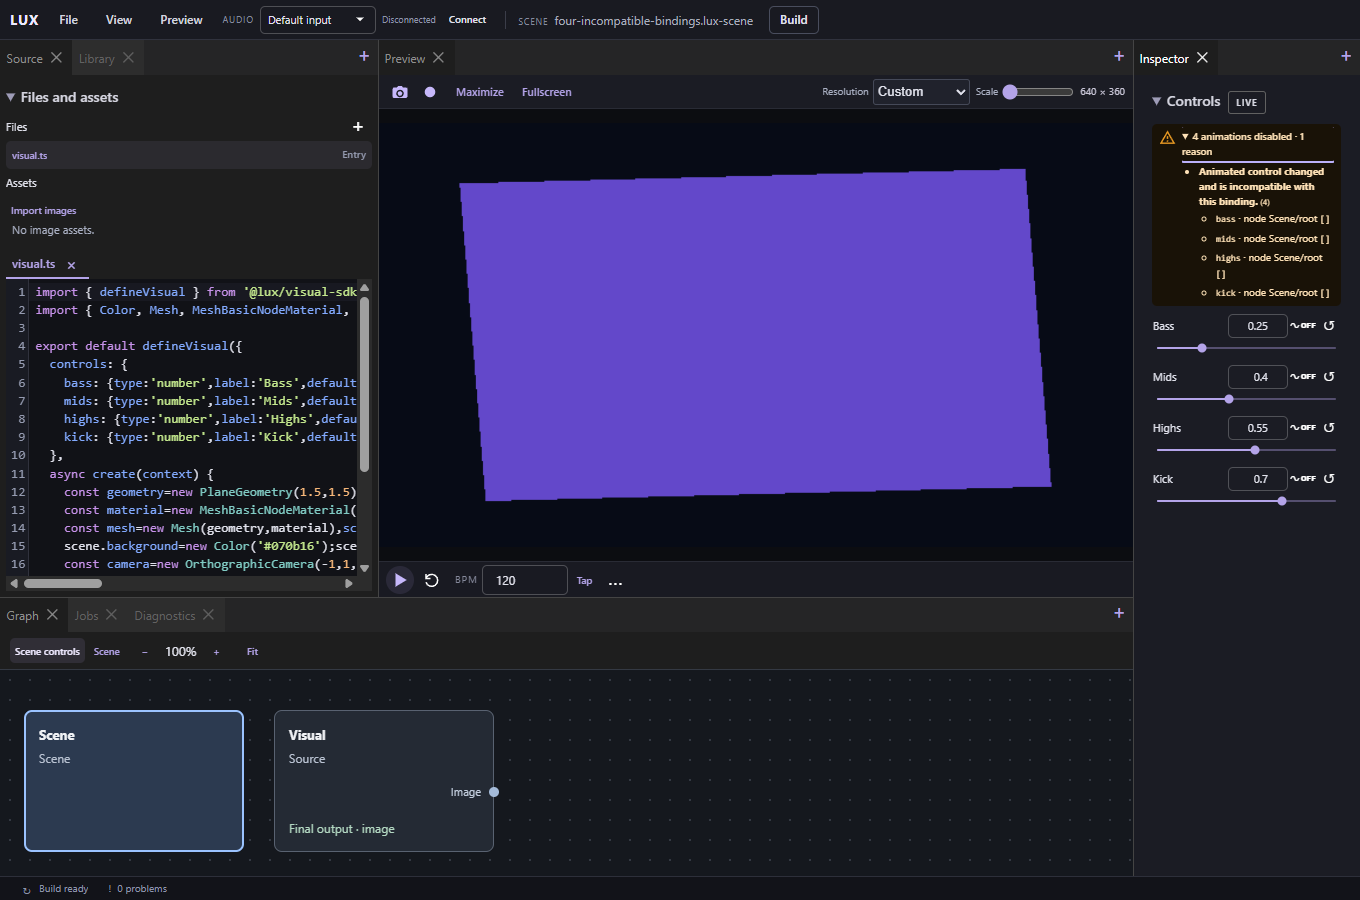 LUX File View Preview AUDIO Default input Disconnected Connect SCENE four-incompatible-bindings.lux-scene Build
Source Library
Files and assets
Files
visual.ts Entry
Assets
Import images
No image assets.
visual.ts
1 import { defineVisual } from '@lux/visual-sdk
2 import { Color, Mesh, MeshBasicNodeMaterial,
3
4 export default defineVisual({
5 controls: {
6 bass: {type:'number',label:'Bass',default
7 mids: {type:'number',label:'Mids',default
8 highs: {type:'number',label:'Highs',defau
9 kick: {type:'number',label:'Kick',default
10 },
11 async create(context) {
12 const geometry=new PlaneGeometry(1.5,1.5)
13 const material=new MeshBasicNodeMaterial(
14 const mesh=new Mesh(geometry,material),sc
15 scene.background=new Color('#070b16');sce
16 const camera=new OrthographicCamera(-1,1,
Preview
Maximize Fullscreen Resolution Custom Scale 640 × 360
BPM 120 Tap ...
Inspector
Controls LIVE
4 animations disabled · 1
reason
Animated control changed
and is incompatible with
this binding. (4)
bass · node Scene/root []
mids · node Scene/root []
highs · node Scene/root
[]
kick · node Scene/root []
Bass 0.25 OFF
Mids 0.4 OFF
Highs 0.55 OFF
Kick 0.7 OFF
Graph Jobs Diagnostics
Scene controls Scene − 100% + Fit
Scene
Scene
Visual
Source
Image
Final output · image
Build ready ! 0 problems